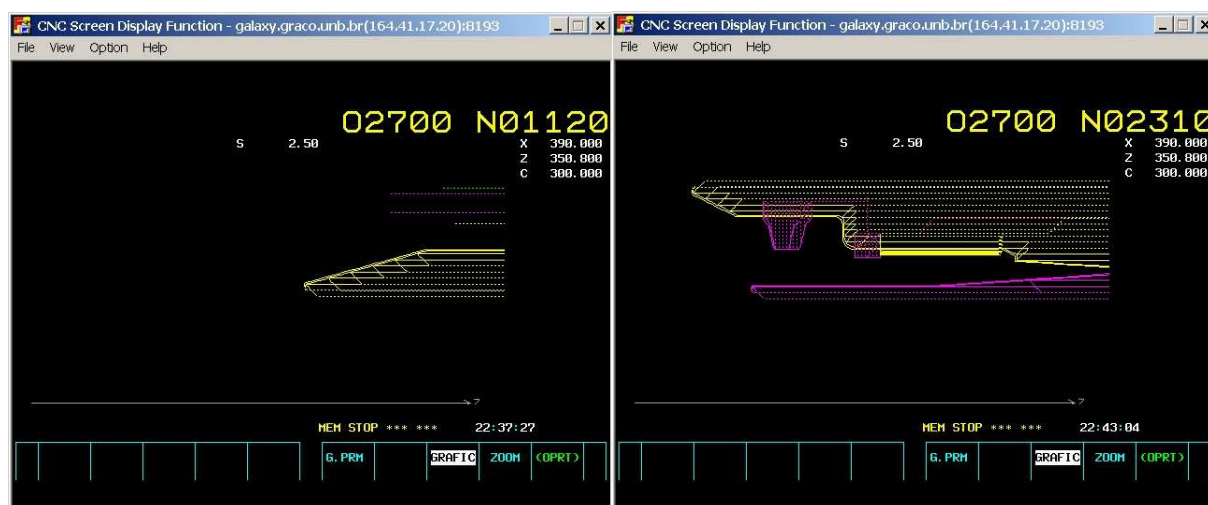 CNC Screen Display Function - galaxy.graco.unb.br(164.41.17.20):8193
File View Option Help
O2700 N01120
S 2.50
X 390.000
Z 350.800
C 300.000
Z
MEM STOP *** ***
22:37:27
G.PRM GRAFIC ZOOM (OPRT)
CNC Screen Display Function - galaxy.graco.unb.br(164.41.17.20):8193
File View Option Help
O2700 N02310
S 2.50
X 390.000
Z 350.800
C 300.000
Z
MEM STOP *** ***
22:43:04
G.PRM GRAFIC ZOOM (OPRT)